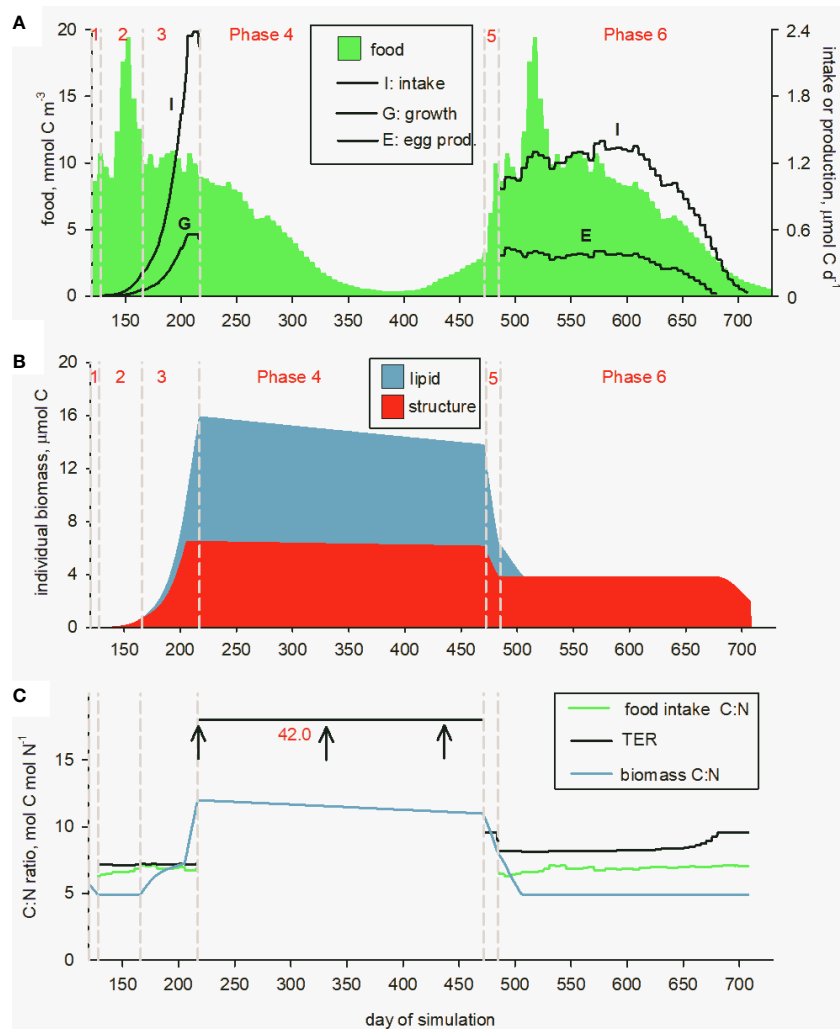 A
1 2 3 Phase 4 5 Phase 6
20
15
10
5
0
food, mmol C m-3
2.4
1.8
1.2
0.6
0
intake or production, µmol C d-1
food
I: intake
G: growth
E: egg prod.
I
G
I
E
150 200 250 300 350 400 450 500 550 600 650 700
B
1 2 3 Phase 4 5 Phase 6
20
16
12
8
4
0
individual biomass, µmol C
lipid
structure
150 200 250 300 350 400 450 500 550 600 650 700
C
15
10
5
0
C:N ratio, mol C mol N-1
42.0
food intake C:N
TER
biomass C:N
150 200 250 300 350 400 450 500 550 600 650 700
day of simulation